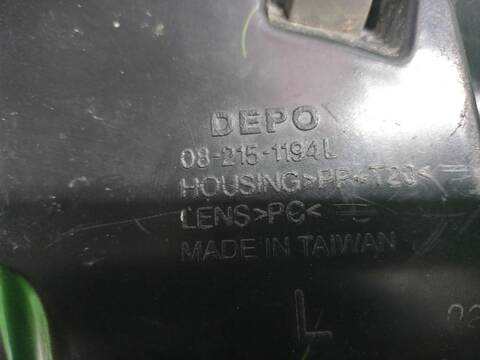 DEPO
08-215-1194L
HOUSING>PP+T20<
LENS>PC<
MADE IN TAIWAN
L